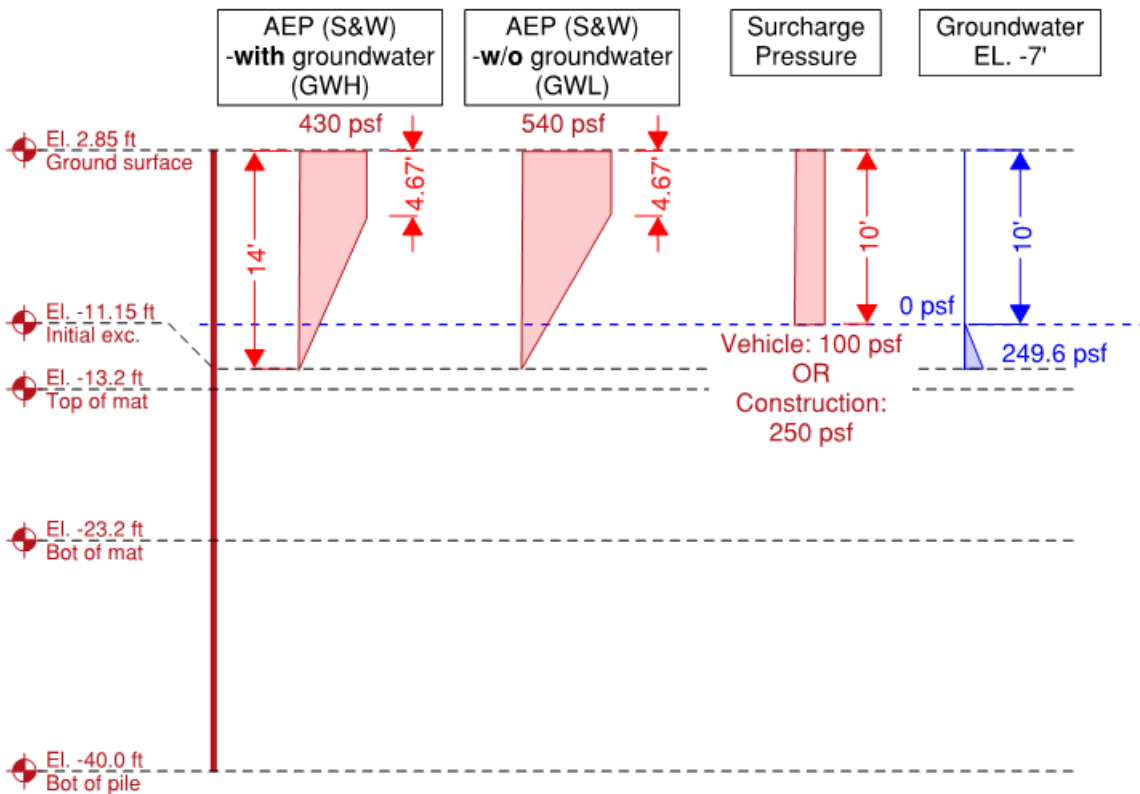 AEP (S&W)
-with groundwater
(GWH)
AEP (S&W)
-w/o groundwater
(GWL)
Surcharge
Pressure
Groundwater
EL. -7'
430 psf
540 psf
El. 2.85 ft
Ground surface
4.67'
4.67'
14'
10'
10'
El. -11.15 ft
Initial exc.
0 psf
249.6 psf
Vehicle: 100 psf
OR
Construction:
250 psf
El. -13.2 ft
Top of mat
El. -23.2 ft
Bot of mat
El. -40.0 ft
Bot of pile